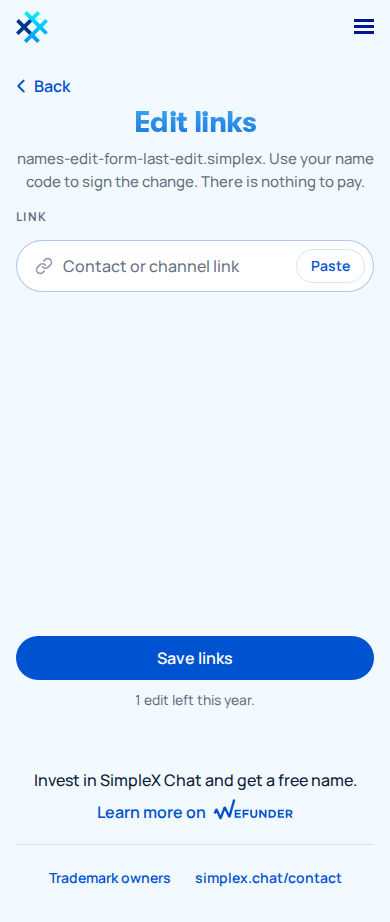 Back
Edit links
names-edit-form-last-edit.simplex. Use your name
code to sign the change. There is nothing to pay.
LINK
Contact or channel link
Paste
Save links
1 edit left this year.
Invest in SimpleX Chat and get a free name.
Learn more on WEFUNDER
Trademark owners simplex.chat/contact